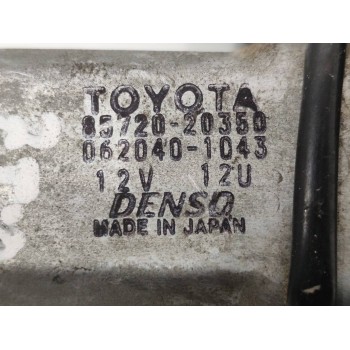 TOYOTA
85720-20350
062040-1043
12V 12U
DENSO
MADE IN JAPAN